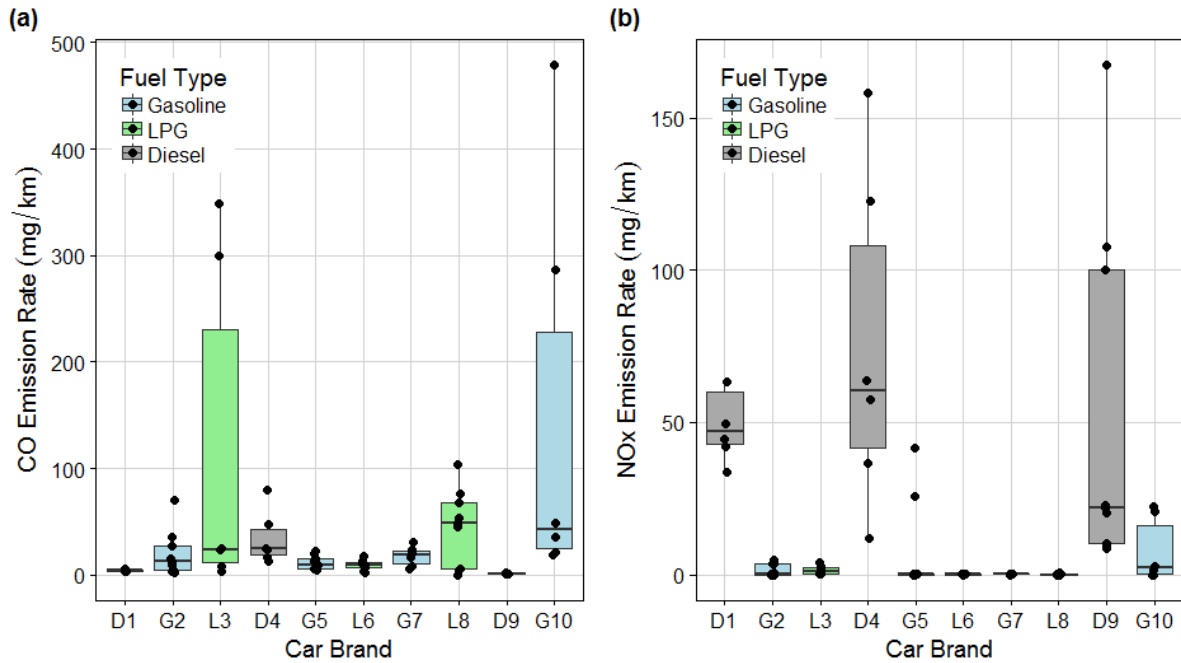 (a)
CO Emission Rate (mg/km)
500
400
300
200
100
0
Fuel Type
Gasoline
LPG
Diesel
D1 G2 L3 D4 G5 L6 G7 L8 D9 G10
Car Brand
(b)
NOx Emission Rate (mg/km)
150
100
50
0
Fuel Type
Gasoline
LPG
Diesel
D1 G2 L3 D4 G5 L6 G7 L8 D9 G10
Car Brand